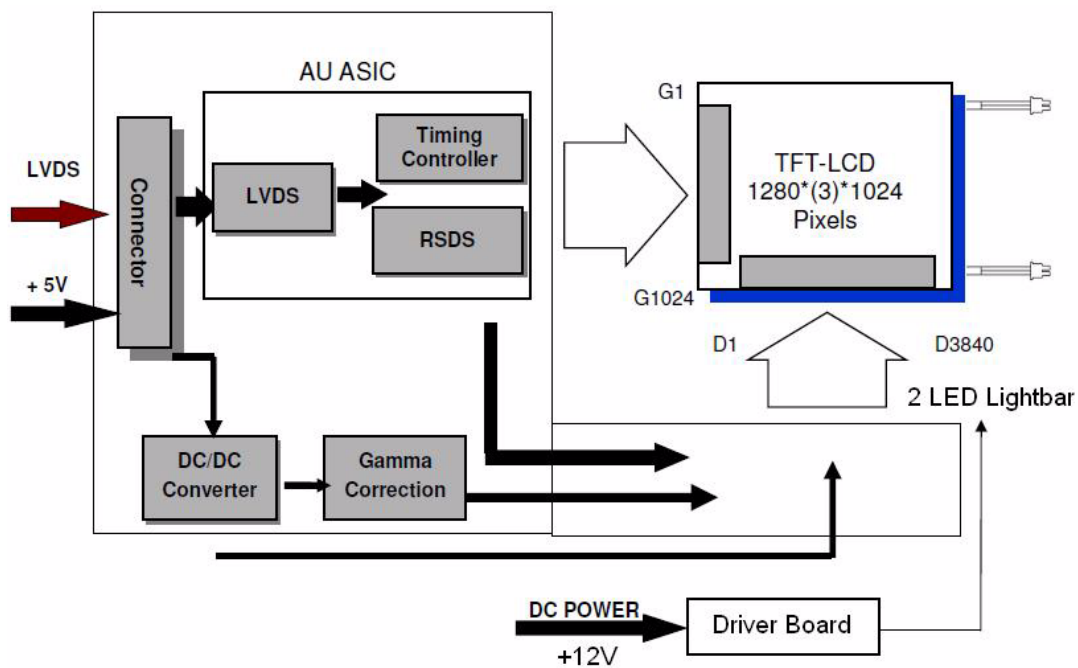 AU ASIC
G1
Timing
Controller
LVDS
Connector
LVDS
TFT-LCD
1280*(3)*1024
Pixels
RSDS
+ 5V
G1024
D1
D3840
2 LED Lightbar
DC/DC
Converter
Gamma
Correction
DC POWER
+12V
Driver Board